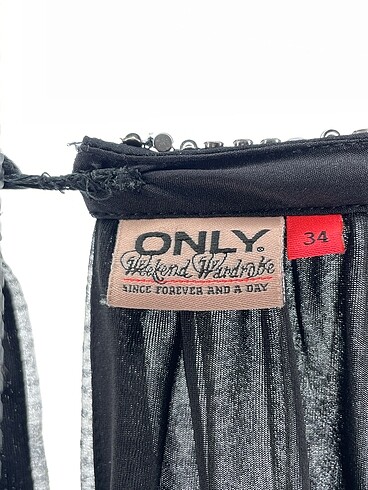 ONLY.
Weekend Wardrobe
SINCE FOREVER AND A DAY
34